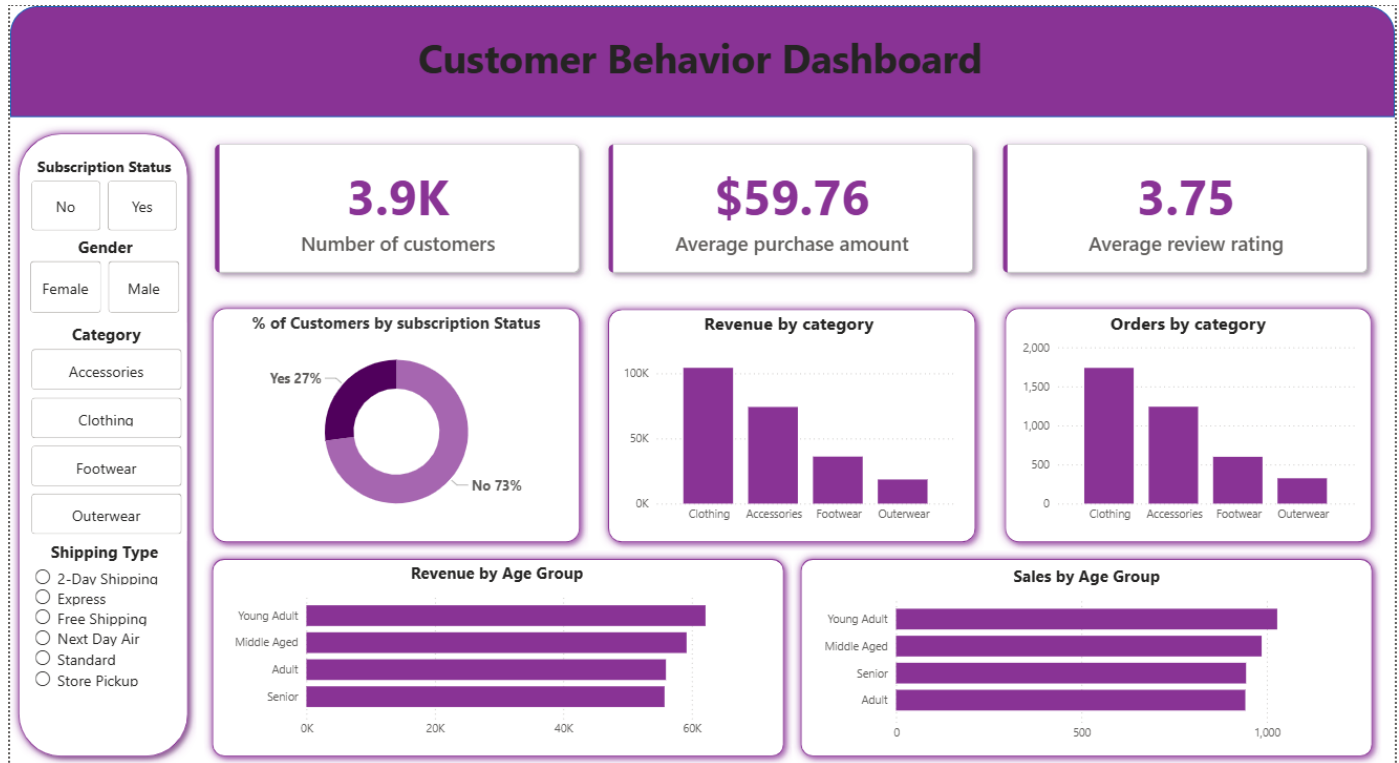 Customer Behavior Dashboard
Subscription Status
No Yes
Gender
Female Male
Category
Accessories
Clothing
Footwear
Outerwear
Shipping Type
2-Day Shipping
Express
Free Shipping
Next Day Air
Standard
Store Pickup
3.9K
Number of customers
$59.76
Average purchase amount
3.75
Average review rating
% of Customers by subscription Status
Yes 27%
No 73%
Revenue by category
100K
50K
0K
Clothing Accessories Footwear Outerwear
Orders by category
2,000
1,500
1,000
500
0
Clothing Accessories Footwear Outerwear
Revenue by Age Group
Young Adult
Middle Aged
Adult
Senior
0K 20K 40K 60K
Sales by Age Group
Young Adult
Middle Aged
Senior
Adult
0 500 1,000